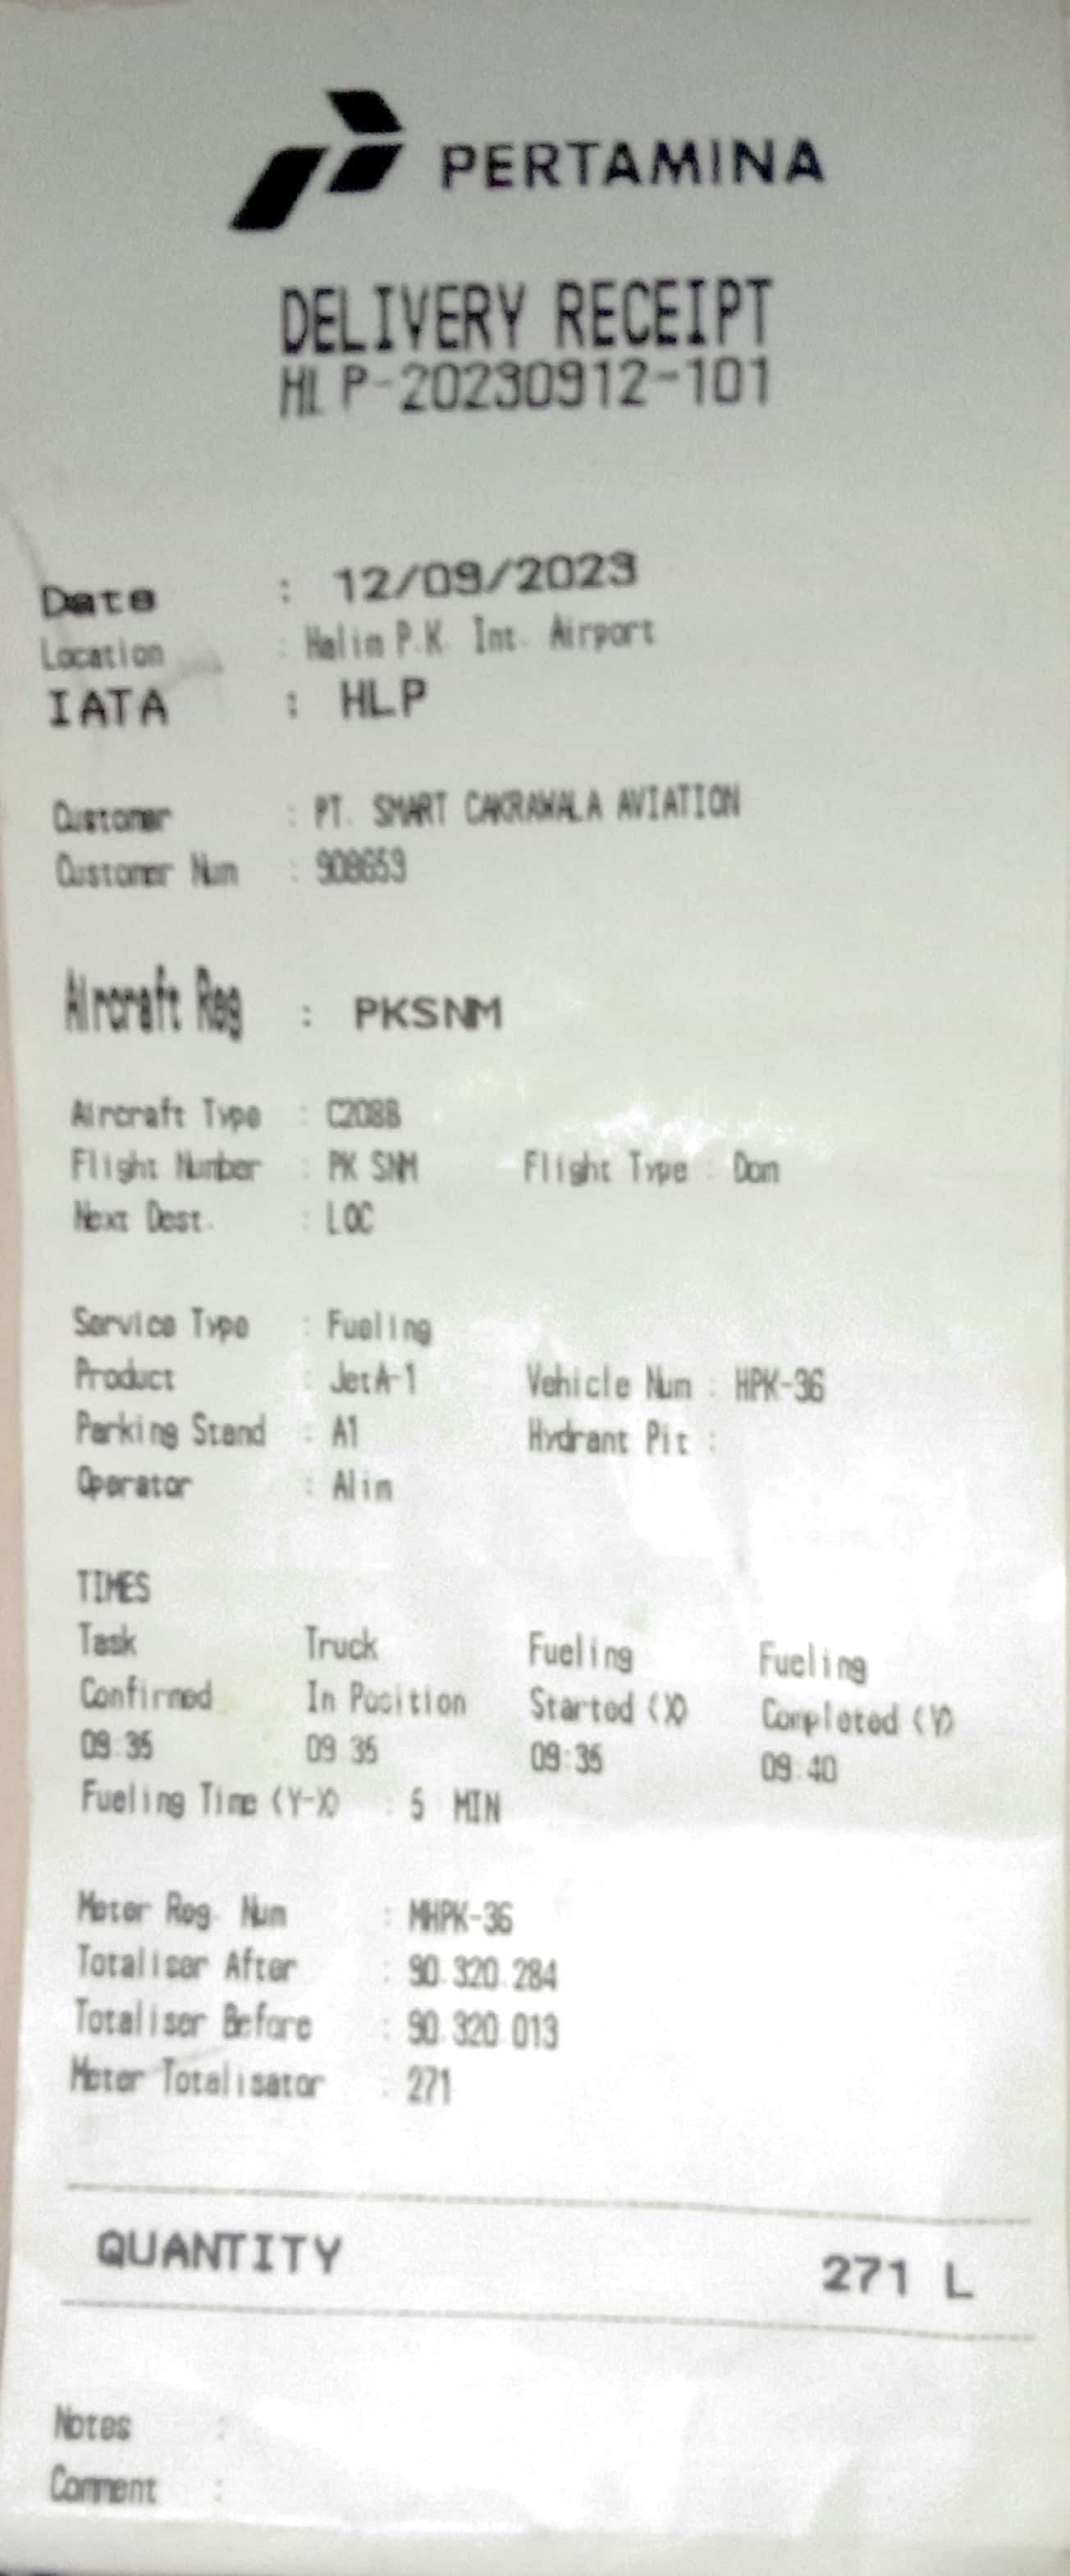 PERTAMINA
DELIVERY RECEIPT
HLP-20230912-101
Date : 12/09/2023
Location : Halim P.K. Int. Airport
IATA : HLP
Customer : PT. SMART CAKRAWALA AVIATION
Customer Num : 908653
Aircraft Reg : PKSNM
Aircraft Type : C208B
Flight Number : PK SNM Flight Type : Dom
Next Dest. : LOC
Service Type : Fueling
Product : JetA-1 Vehicle Num : HPK-36
Parking Stand : A1 Hydrant Pit :
Operator : Alim
TIMES
Task Truck Fueling Fueling
Confirmed In Position Started (X) Completed (Y)
09:35 09:35 09:35 09:40
Fueling Time (Y-X) : 5 MIN
Meter Reg. Num : MHPK-36
Totaliser After : 90.320.284
Totaliser Before : 90.320.013
Meter Totalisator : 271
QUANTITY 271 L
Notes :
Comment :